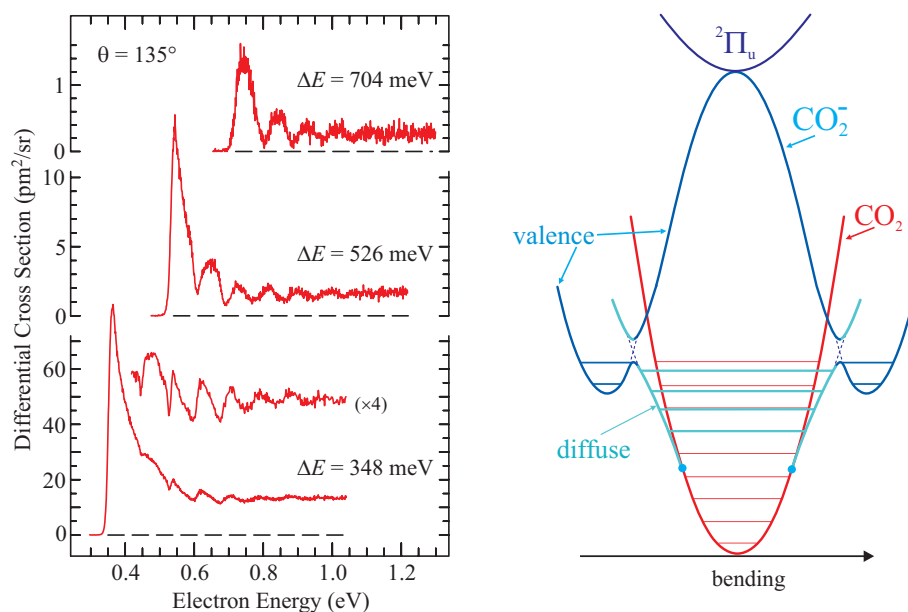 θ = 135°
ΔE = 704 meV
1
0
ΔE = 526 meV
10
5
0
(×4)
ΔE = 348 meV
60
40
20
0
0.4 0.6 0.8 1.0 1.2
Electron Energy (eV)
Differential Cross Section (pm²/sr)
²Πᵤ
CO₂⁻
CO₂
valence
diffuse
bending